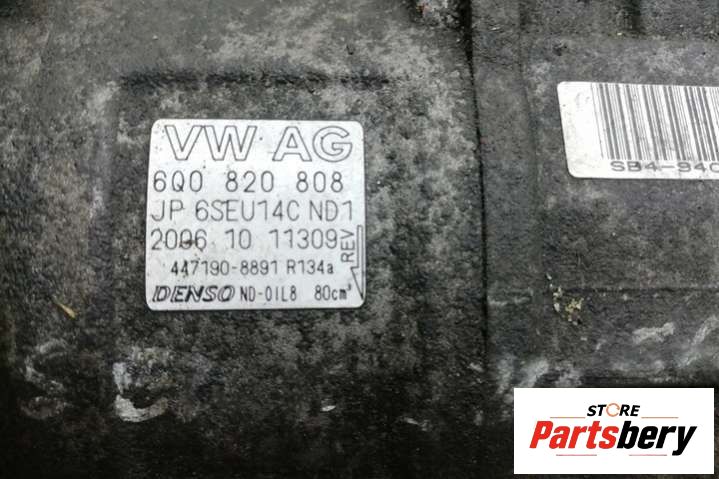 VW AG
6Q0 820 808
JP 6SEU14C ND1
2006 10 11309
REV
447190-8891 R134a
DENSO ND-OIL8 80cm³
SB4-940
STORE
Partsbery